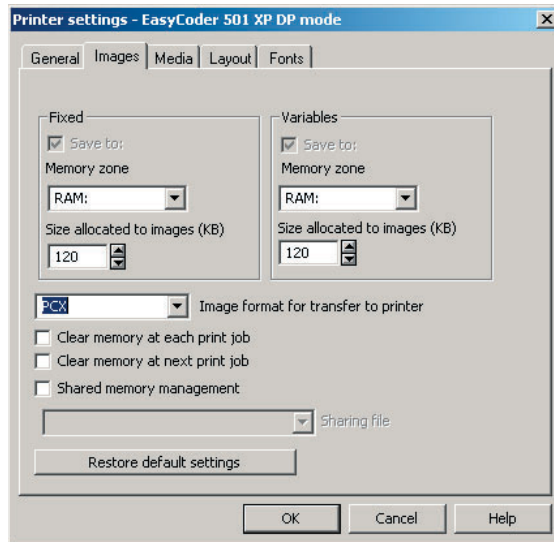 Printer settings - EasyCoder 501 XP DP mode
General Images Media Layout Fonts
Fixed
Save to:
Memory zone
RAM:
Size allocated to images (KB)
120
Variables
Save to:
Memory zone
RAM:
Size allocated to images (KB)
120
PCX Image format for transfer to printer
Clear memory at each print job
Clear memory at next print job
Shared memory management
Sharing file
Restore default settings
OK Cancel Help